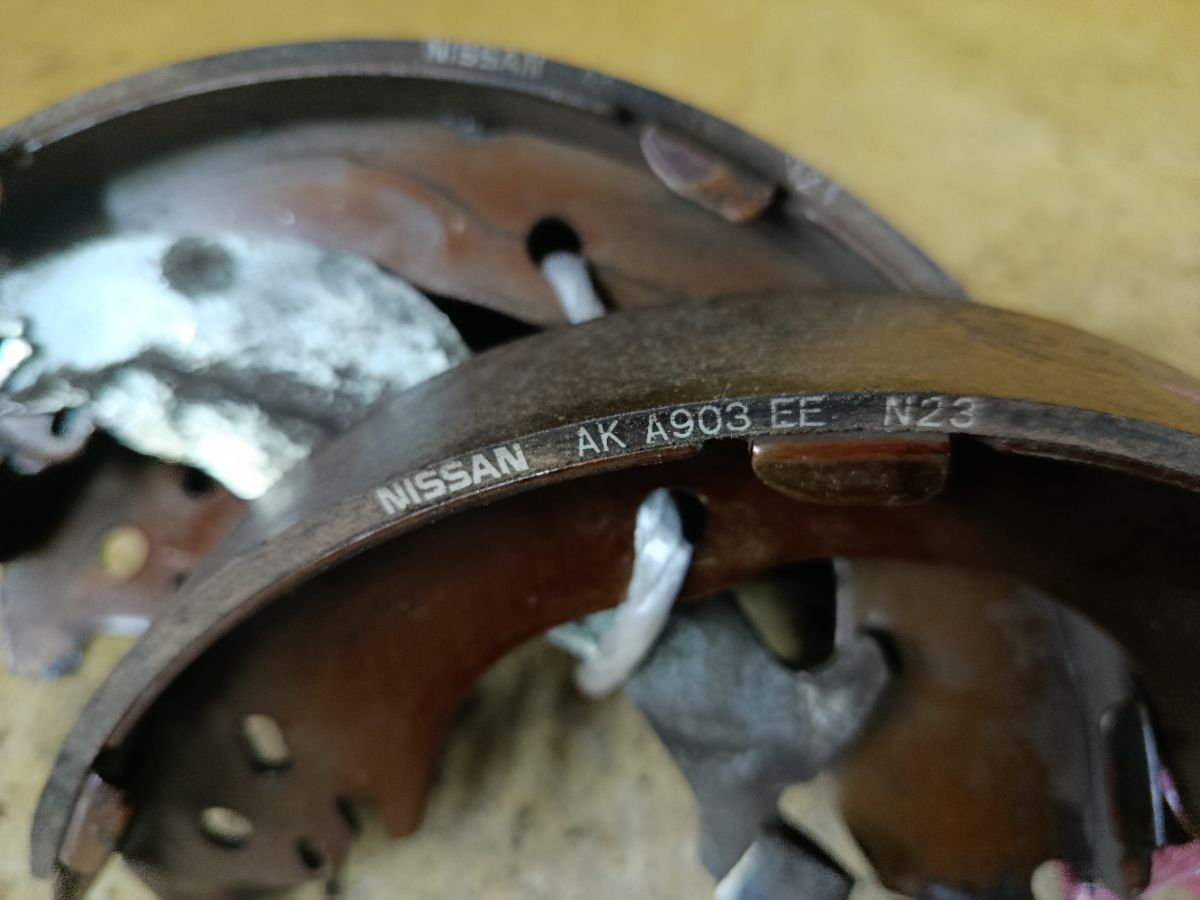 NISSAN
NISSAN AK A903 EE N23